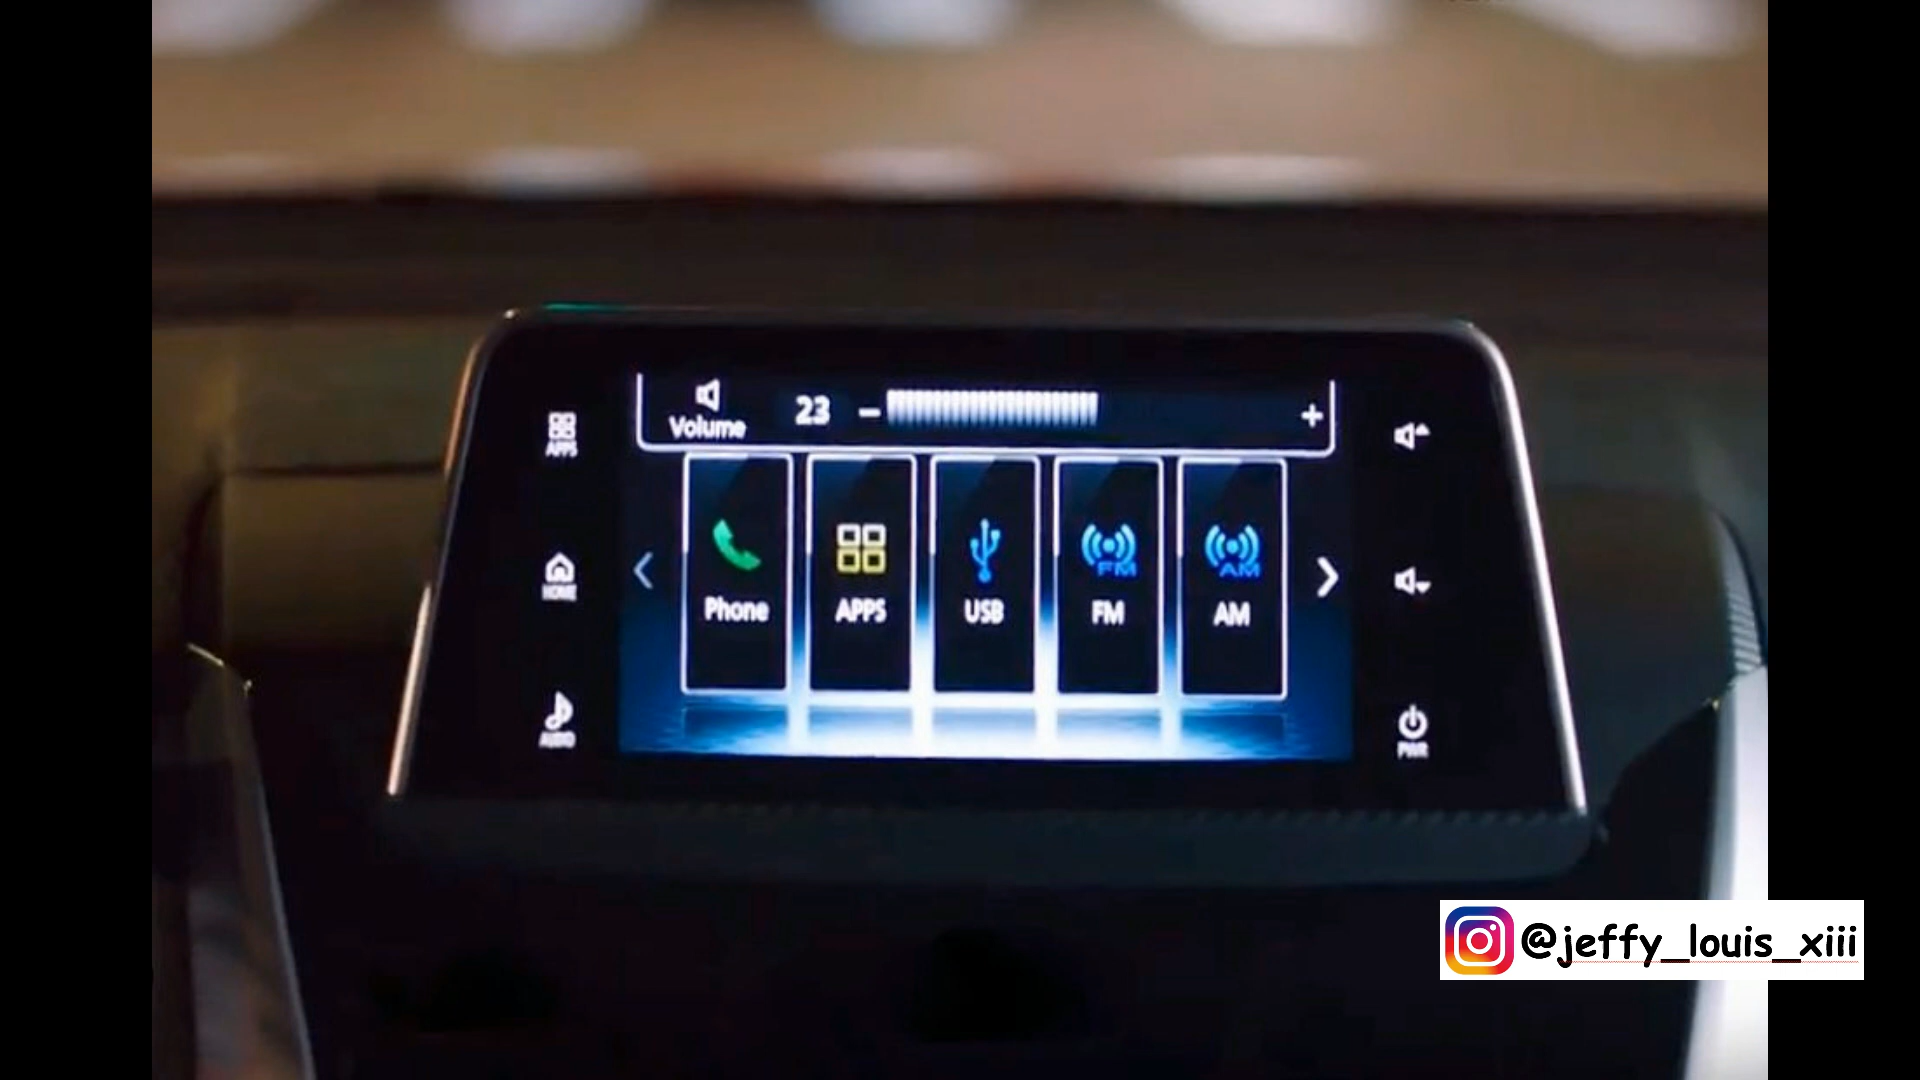 Volume 23 − +
APPS
HOME
AUDIO
Phone
APPS
USB
FM
FM
AM
AM
PWR
@jeffy_louis_xiii